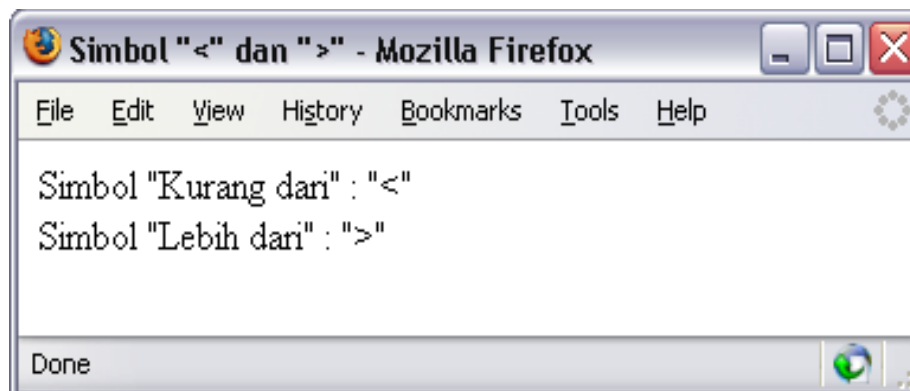 Simbol "<" dan ">" - Mozilla Firefox
File Edit View History Bookmarks Tools Help
Simbol "Kurang dari" : "<"
Simbol "Lebih dari" : ">"
Done